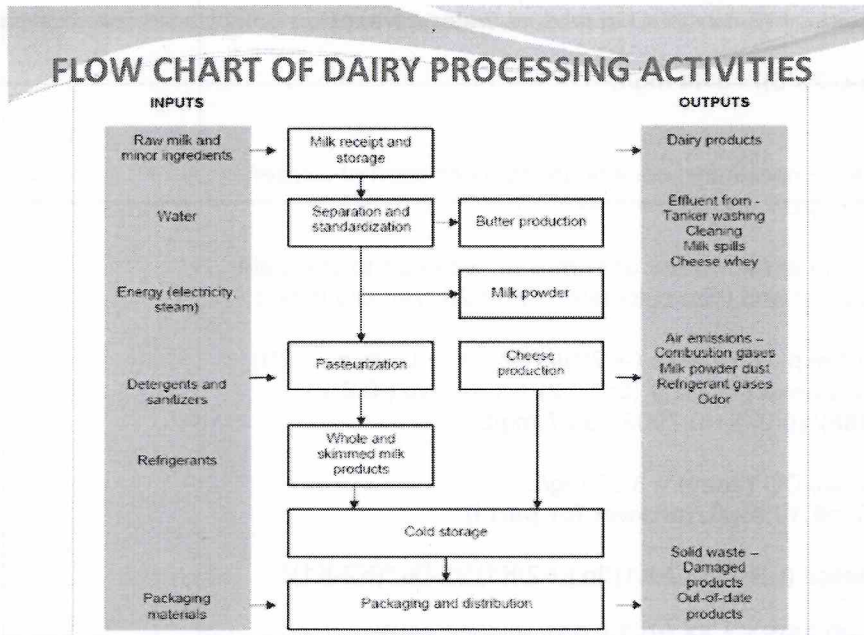 FLOW CHART OF DAIRY PROCESSING ACTIVITIES
INPUTS
OUTPUTS
Raw milk and
minor ingredients
Milk receipt and
storage
Dairy products
Water
Separation and
standardization
Butter production
Effluent from -
Tanker washing
Cleaning
Milk spills
Cheese whey
Energy (electricity,
steam)
Milk powder
Pasteurization
Cheese
production
Air emissions –
Combustion gases
Milk powder dust
Refrigerant gases
Odor
Detergents and
sanitizers
Refrigerants
Whole and
skimmed milk
products
Cold storage
Solid waste –
Damaged
products
Out-of-date
products
Packaging
materials
Packaging and distribution